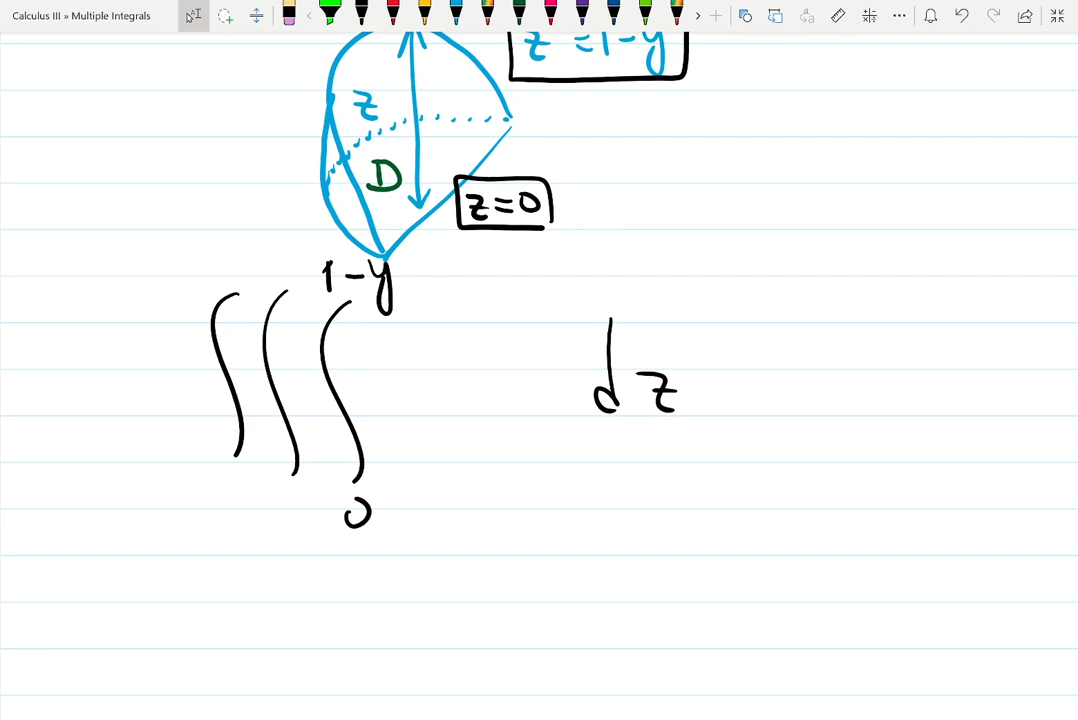 Calculus III » Multiple Integrals
z = 1 - y
z
D
z = 0
1 - y
∫ ∫ ∫ dz
0